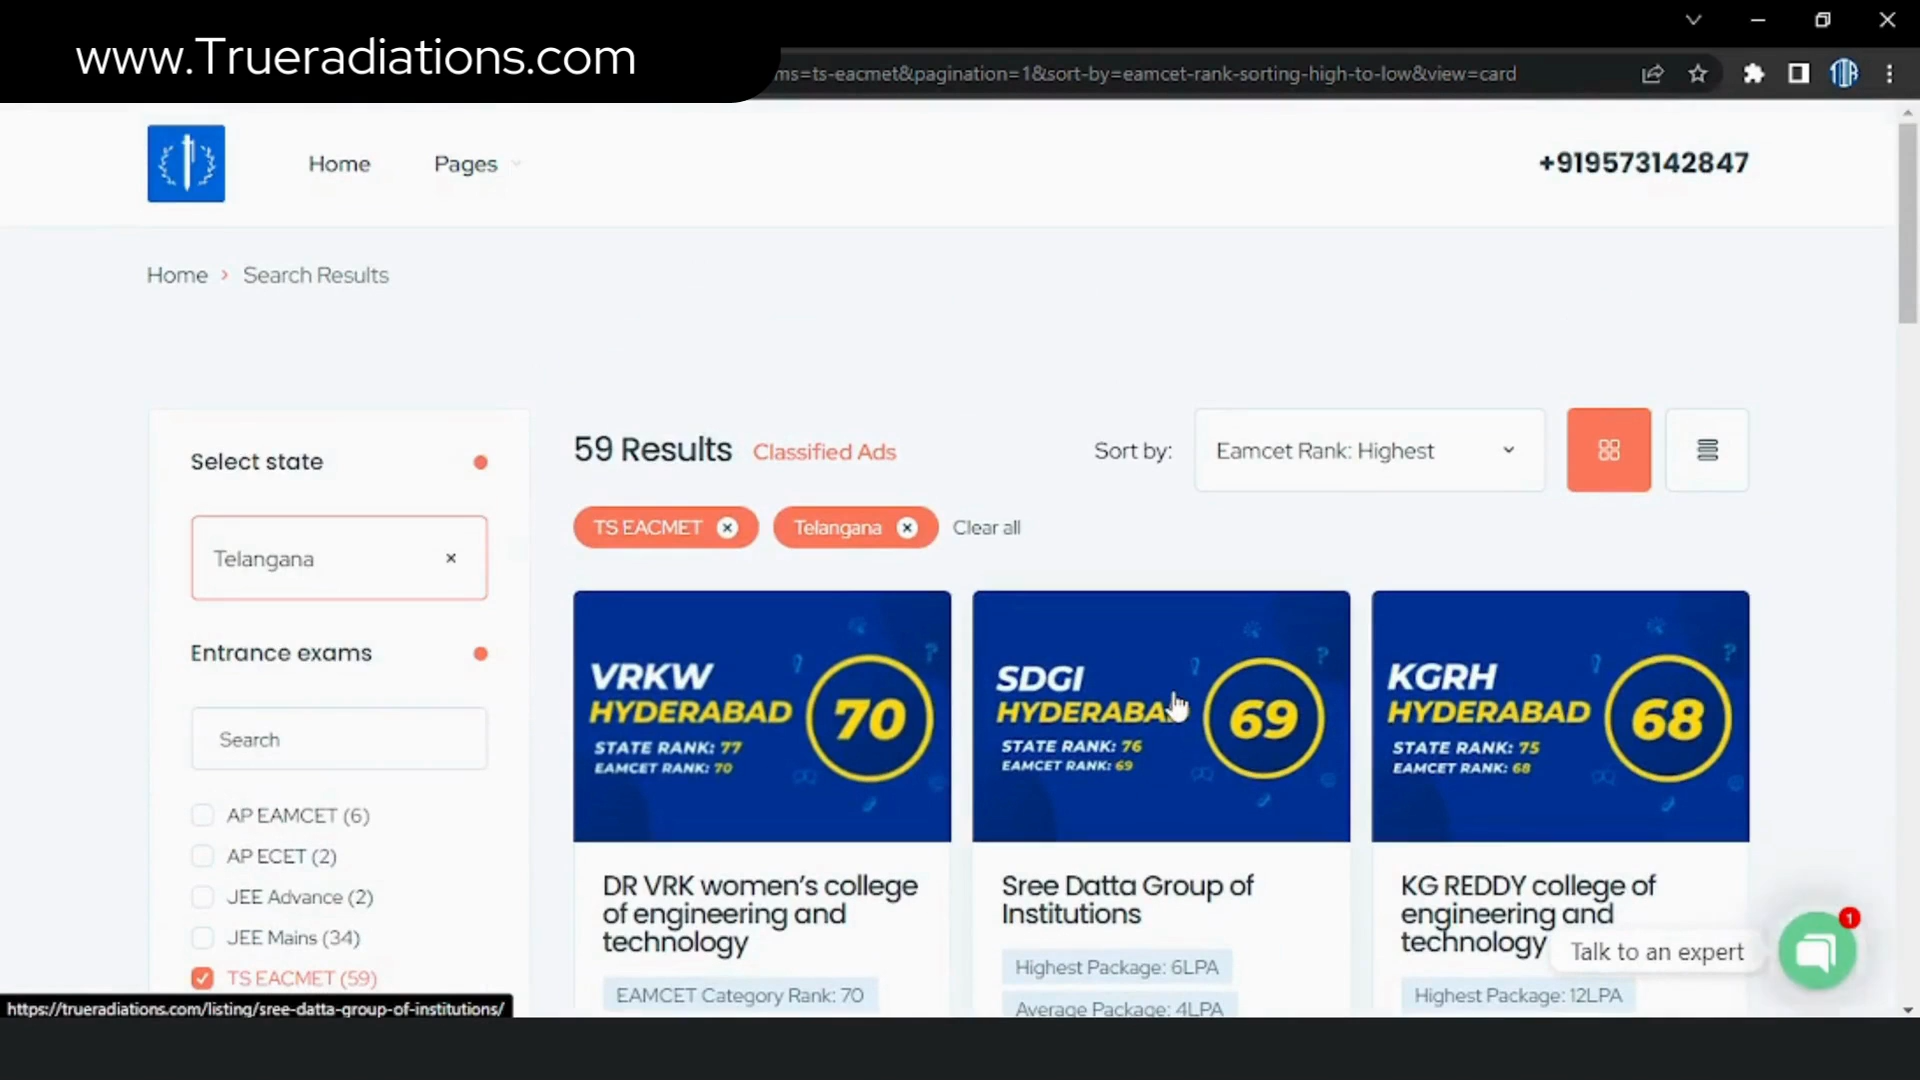 www.Trueradiations.com
ms=ts-eacmet&pagination=1&sort-by=eamcet-rank-sorting-high-to-low&view=card
Home
Pages
+919573142847
Home > Search Results
Select state
Telangana
Entrance exams
Search
AP EAMCET (6)
AP ECET (2)
JEE Advance (2)
JEE Mains (34)
TS EACMET (59)
59 Results
Classified Ads
Sort by:
Eamcet Rank: Highest
TS EACMET
Telangana
Clear all
VRKW
HYDERABAD
STATE RANK: 77
EAMCET RANK: 70
70
DR VRK women's college
of engineering and
technology
EAMCET Category Rank: 70
SDGI
HYDERABAD
STATE RANK: 76
EAMCET RANK: 69
69
Sree Datta Group of
Institutions
Highest Package: 6LPA
Average Package: 4LPA
KGRH
HYDERABAD
STATE RANK: 75
EAMCET RANK: 68
68
KG REDDY college of
engineering and
technology
Highest Package: 12LPA
Talk to an expert
1
https://trueradiations.com/listing/sree-datta-group-of-institutions/